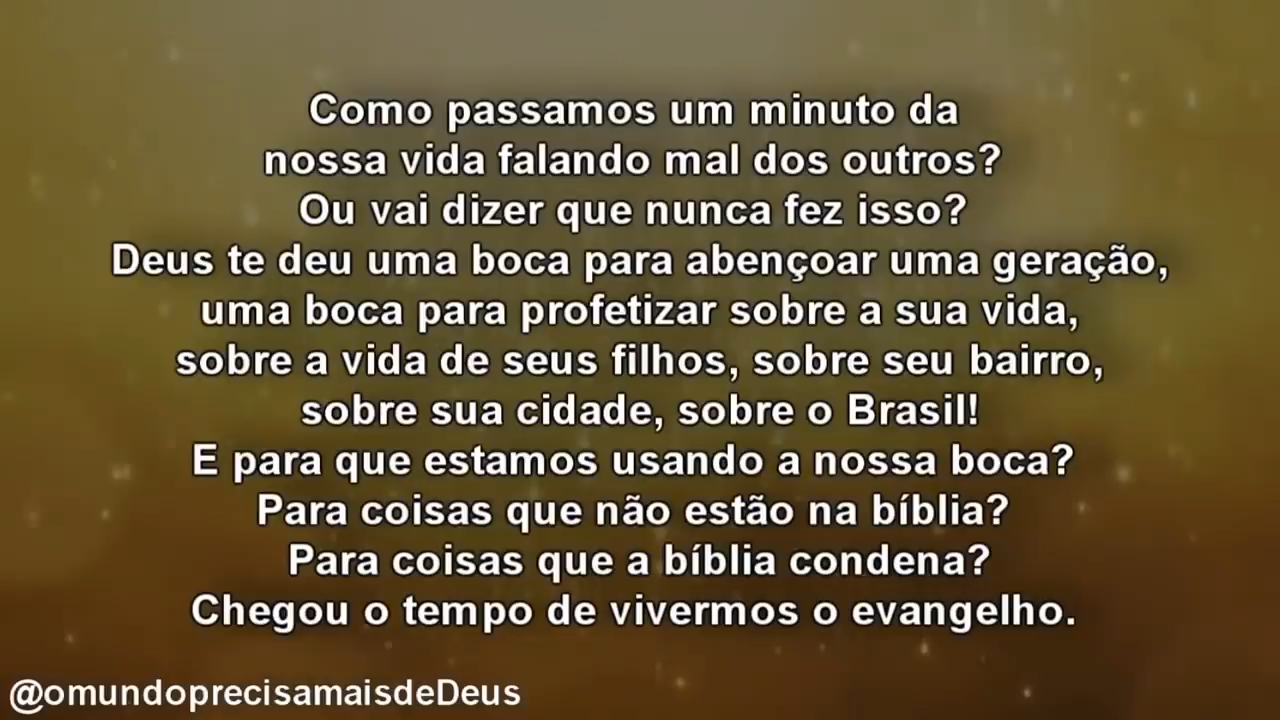 Como passamos um minuto da
nossa vida falando mal dos outros?
Ou vai dizer que nunca fez isso?
Deus te deu uma boca para abençoar uma geração,
uma boca para profetizar sobre a sua vida,
sobre a vida de seus filhos, sobre seu bairro,
sobre sua cidade, sobre o Brasil!
E para que estamos usando a nossa boca?
Para coisas que não estão na bíblia?
Para coisas que a bíblia condena?
Chegou o tempo de vivermos o evangelho.
@omundoprecisamaisdeDeus